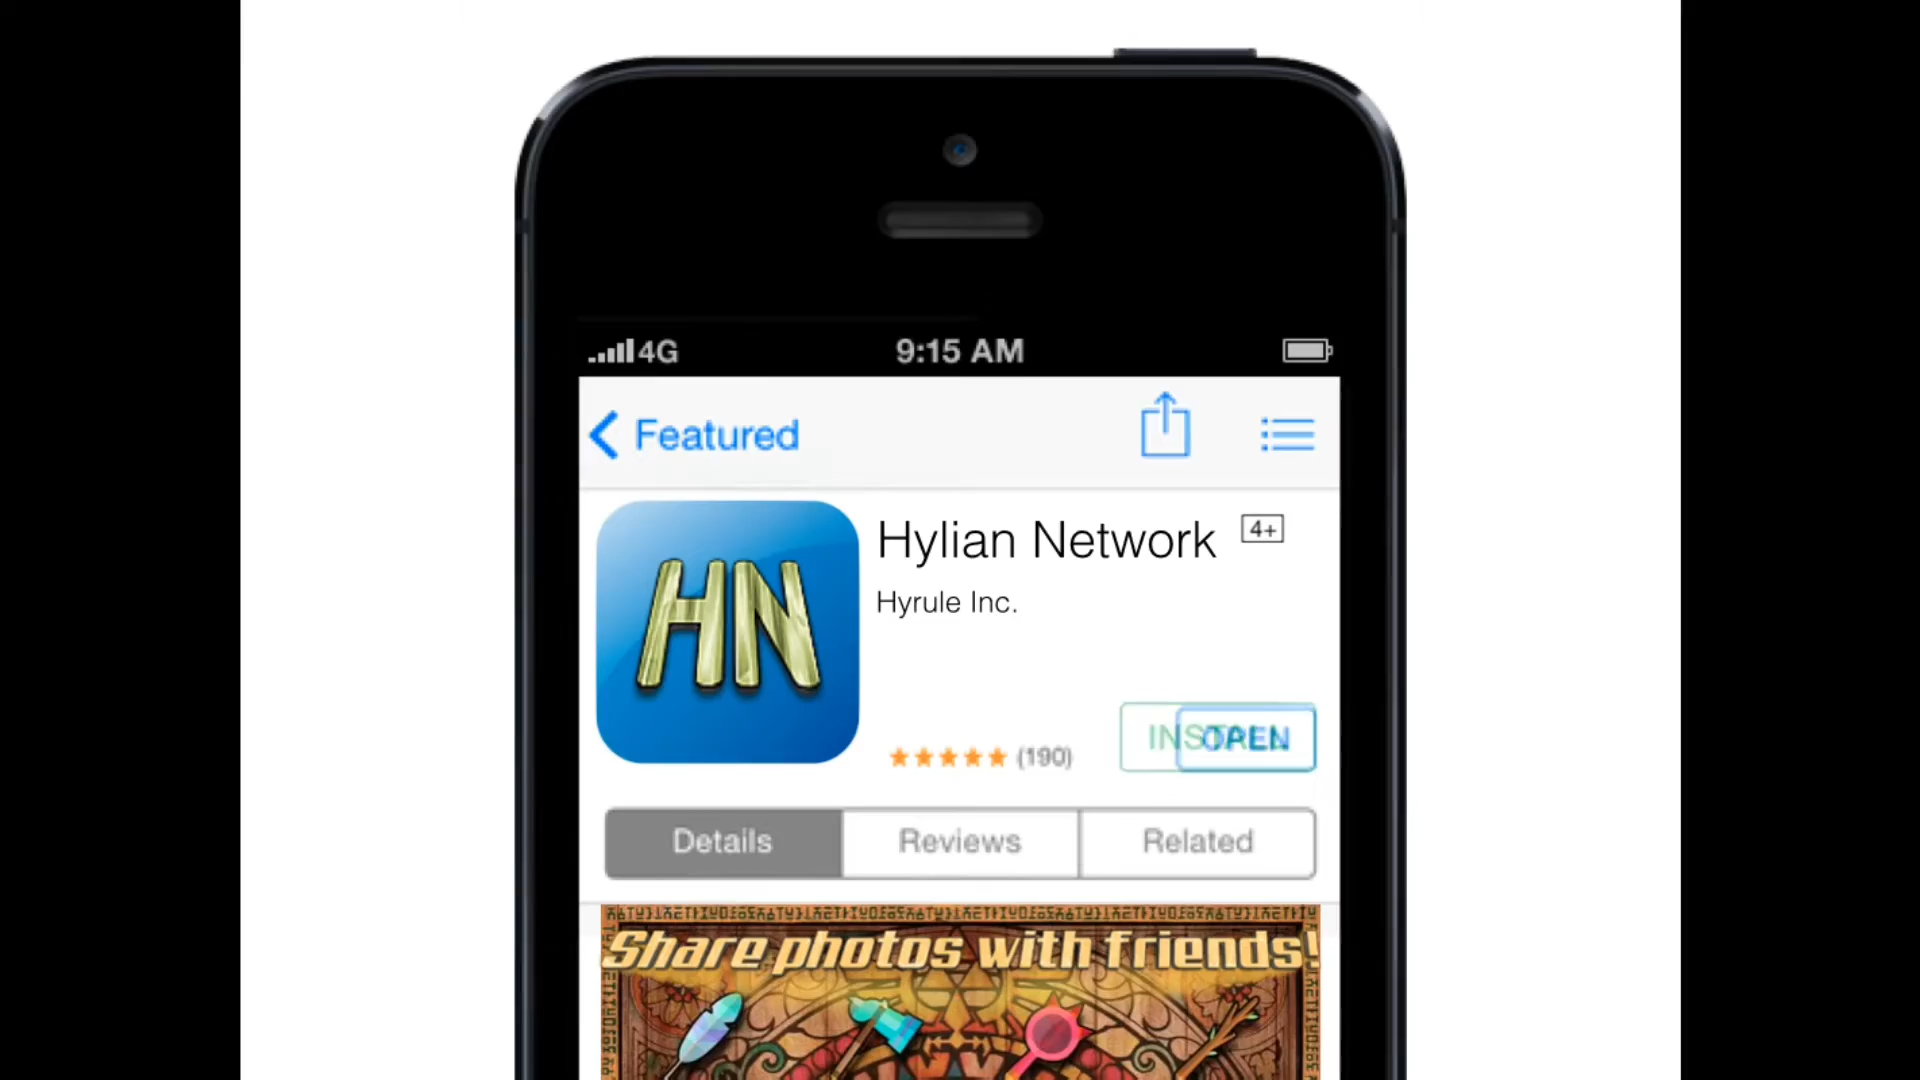 4G 9:15 AM
Featured
HN
Hylian Network 4+
Hyrule Inc.
(190) INSTALL OPEN
Details Reviews Related
Share photos with friends!